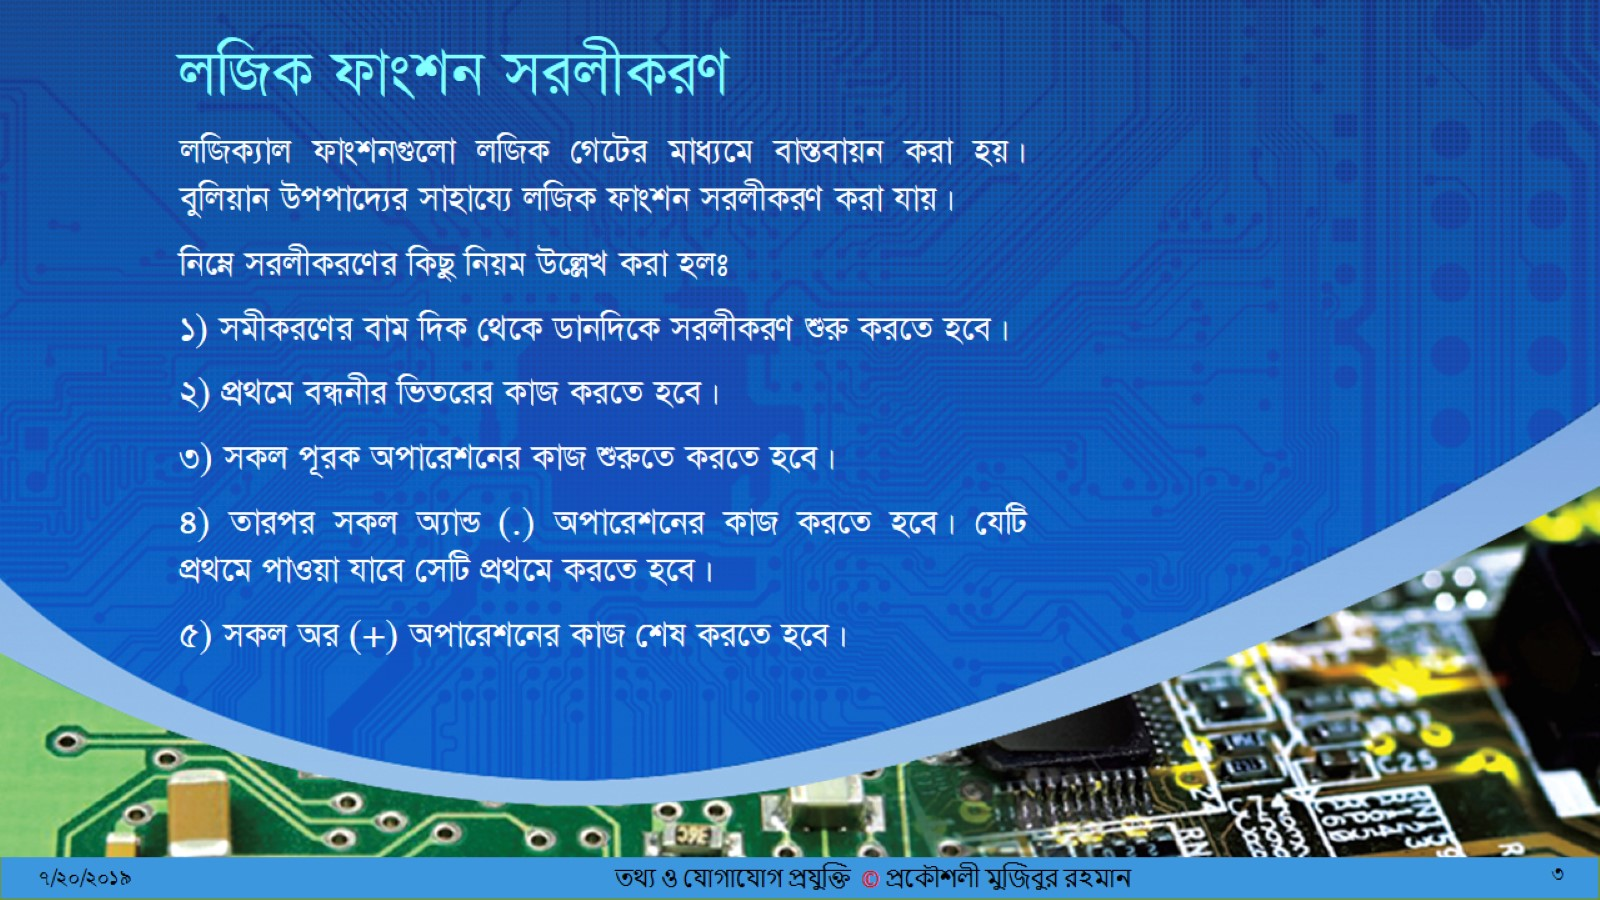 লজিক ফাংশন সরলীকরণ
লজিক্যাল ফাংশনগুলো লজিক গেটের মাধ্যমে বাস্তবায়ন করা হয়।
বুলিয়ান উপপাদ্যের সাহায্যে লজিক ফাংশন সরলীকরণ করা যায়।
নিম্নে সরলীকরণের কিছু নিয়ম উল্লেখ করা হলঃ
১) সমীকরণের বাম দিক থেকে ডানদিকে সরলীকরণ শুরু করতে হবে।
২) প্রথমে বন্ধনীর ভিতরের কাজ করতে হবে।
৩) সকল পূরক অপারেশনের কাজ শুরুতে করতে হবে।
৪) তারপর সকল অ্যান্ড (.) অপারেশনের কাজ করতে হবে। যেটি
প্রথমে পাওয়া যাবে সেটি প্রথমে করতে হবে।
৫) সকল অর (+) অপারেশনের কাজ শেষ করতে হবে।
C25
৭/২০/২০১৯
তথ্য ও যোগাযোগ প্রযুক্তি © প্রকৌশলী মুজিবুর রহমান
৩